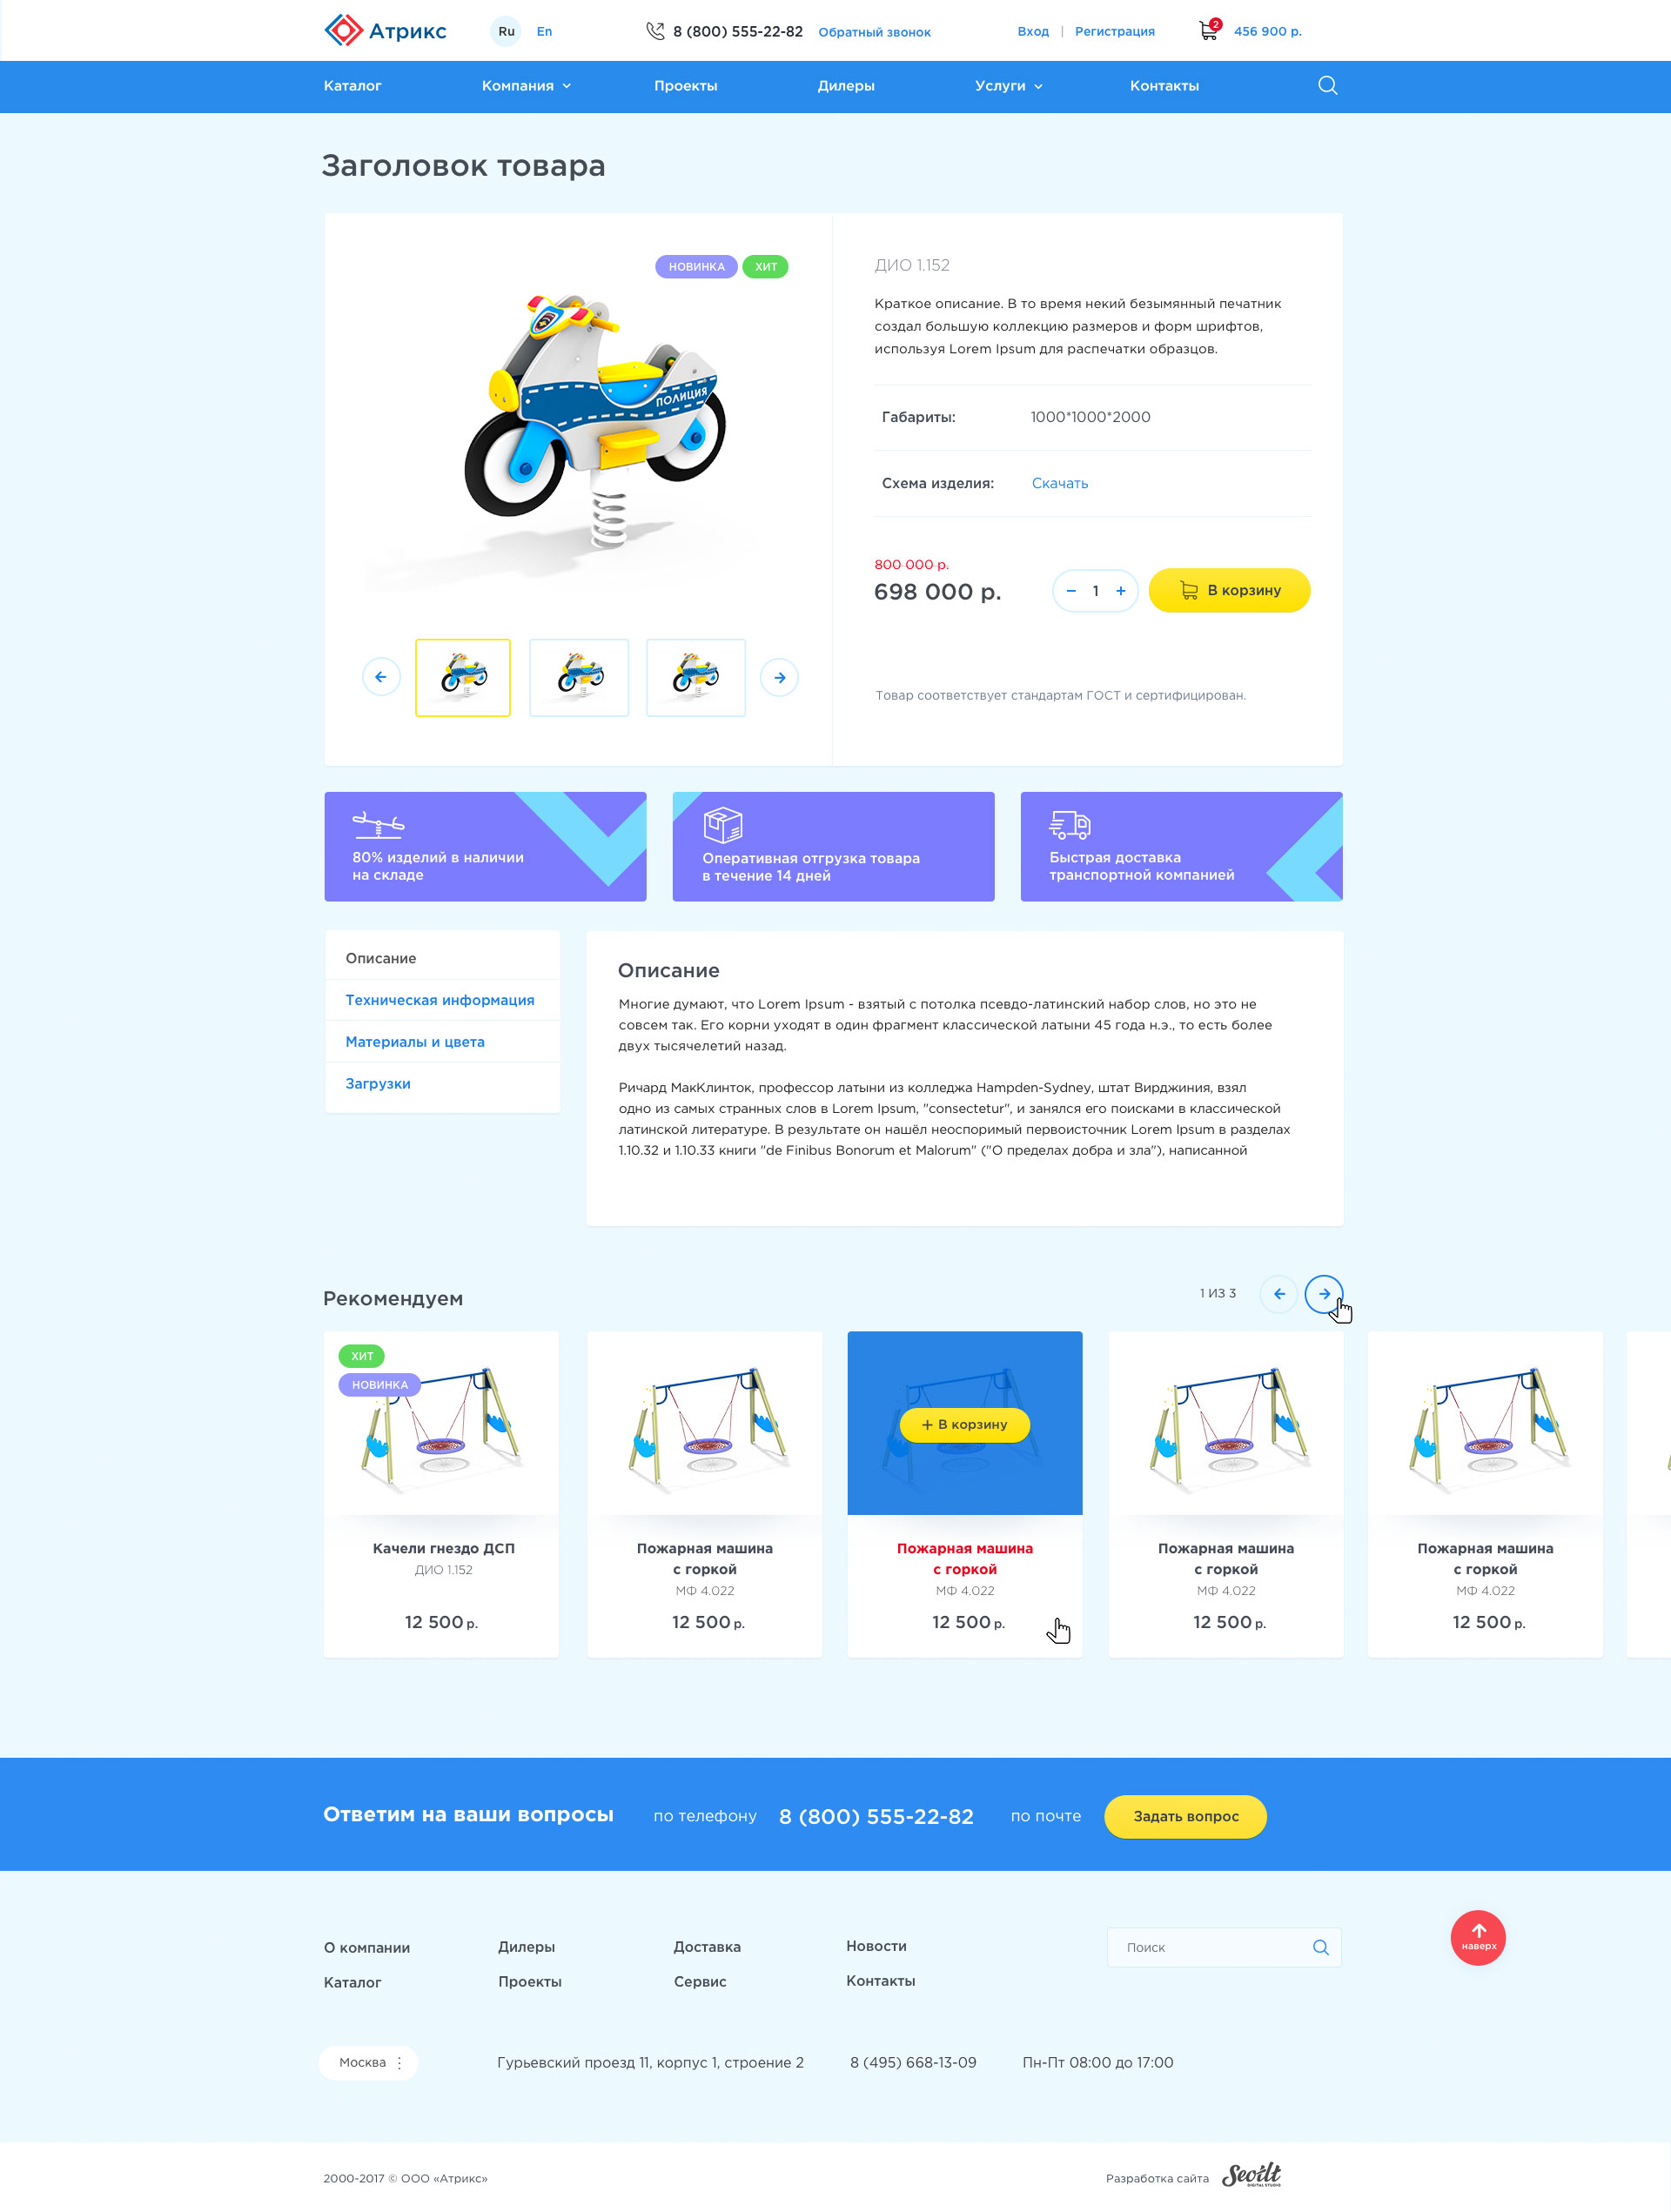 Атрикс
Ru En
8 (800) 555-22-82 Обратный звонок
Вход | Регистрация
2
456 900 р.
Каталог Компания Проекты Дилеры Услуги Контакты
Заголовок товара
НОВИНКА ХИТ
ПОЛИЦИЯ
ДИО 1.152
Краткое описание. В то время некий безымянный печатник
создал большую коллекцию размеров и форм шрифтов,
используя Lorem Ipsum для распечатки образцов.
Габариты: 1000*1000*2000
Схема изделия: Скачать
800 000 р.
698 000 р.
− 1 +
В корзину
Товар соответствует стандартам ГОСТ и сертифицирован.
80% изделий в наличии
на складе
Оперативная отгрузка товара
в течение 14 дней
Быстрая доставка
транспортной компанией
Описание
Техническая информация
Материалы и цвета
Загрузки
Описание
Многие думают, что Lorem Ipsum - взятый с потолка псевдо-латинский набор слов, но это не
совсем так. Его корни уходят в один фрагмент классической латыни 45 года н.э., то есть более
двух тысячелетий назад.
Ричард МакКлинток, профессор латыни из колледжа Hampden-Sydney, штат Вирджиния, взял
одно из самых странных слов в Lorem Ipsum, "consectetur", и занялся его поисками в классической
латинской литературе. В результате он нашёл неоспоримый первоисточник Lorem Ipsum в разделах
1.10.32 и 1.10.33 книги "de Finibus Bonorum et Malorum" ("О пределах добра и зла"), написанной
Рекомендуем
1 ИЗ 3
ХИТ
НОВИНКА
Качели гнездо ДСП
ДИО 1.152
12 500 р.
Пожарная машина
с горкой
МФ 4.022
12 500 р.
+ В корзину
Пожарная машина
с горкой
МФ 4.022
12 500 р.
Пожарная машина
с горкой
МФ 4.022
12 500 р.
Пожарная машина
с горкой
МФ 4.022
12 500 р.
Ответим на ваши вопросы по телефону 8 (800) 555-22-82 по почте Задать вопрос
О компании Дилеры Доставка Новости
Каталог Проекты Сервис Контакты
Поиск
наверх
Москва
Гурьевский проезд 11, корпус 1, строение 2 8 (495) 668-13-09 Пн-Пт 08:00 до 17:00
2000-2017 © ООО «Атрикс»
Разработка сайта
Seoilt
DIGITAL STUDIO